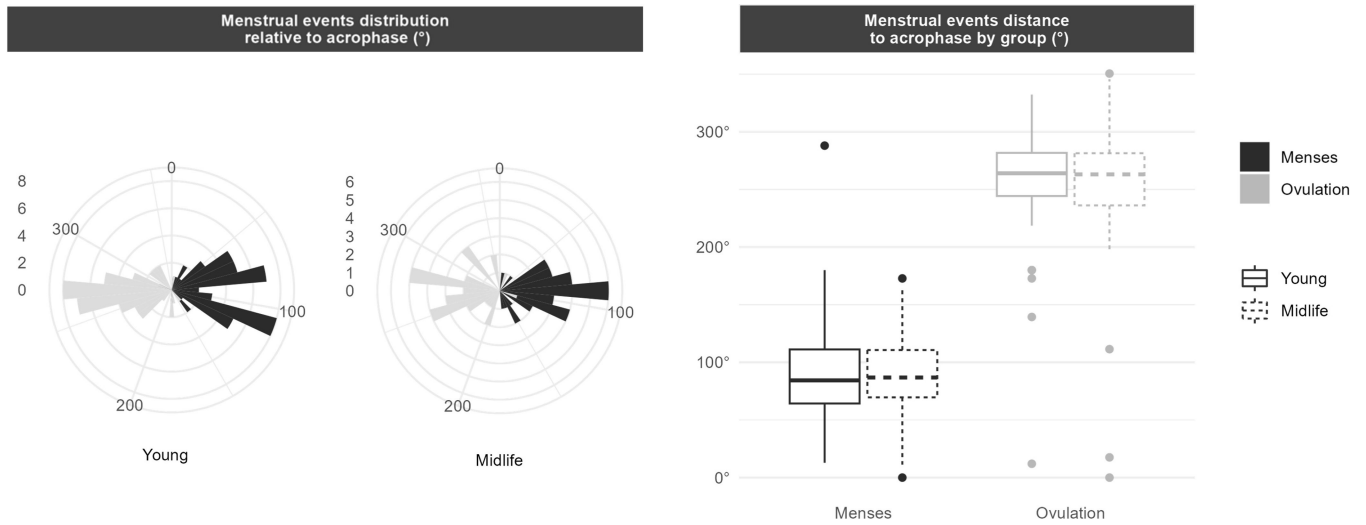 Menstrual events distribution
relative to acrophase (°)
0
8
6
4
2
0
300
100
200
Young
0
6
5
4
3
2
1
0
300
100
200
Midlife
Menstrual events distance
to acrophase by group (°)
300°
200°
100°
0°
Menses
Ovulation
Menses
Ovulation
Young
Midlife